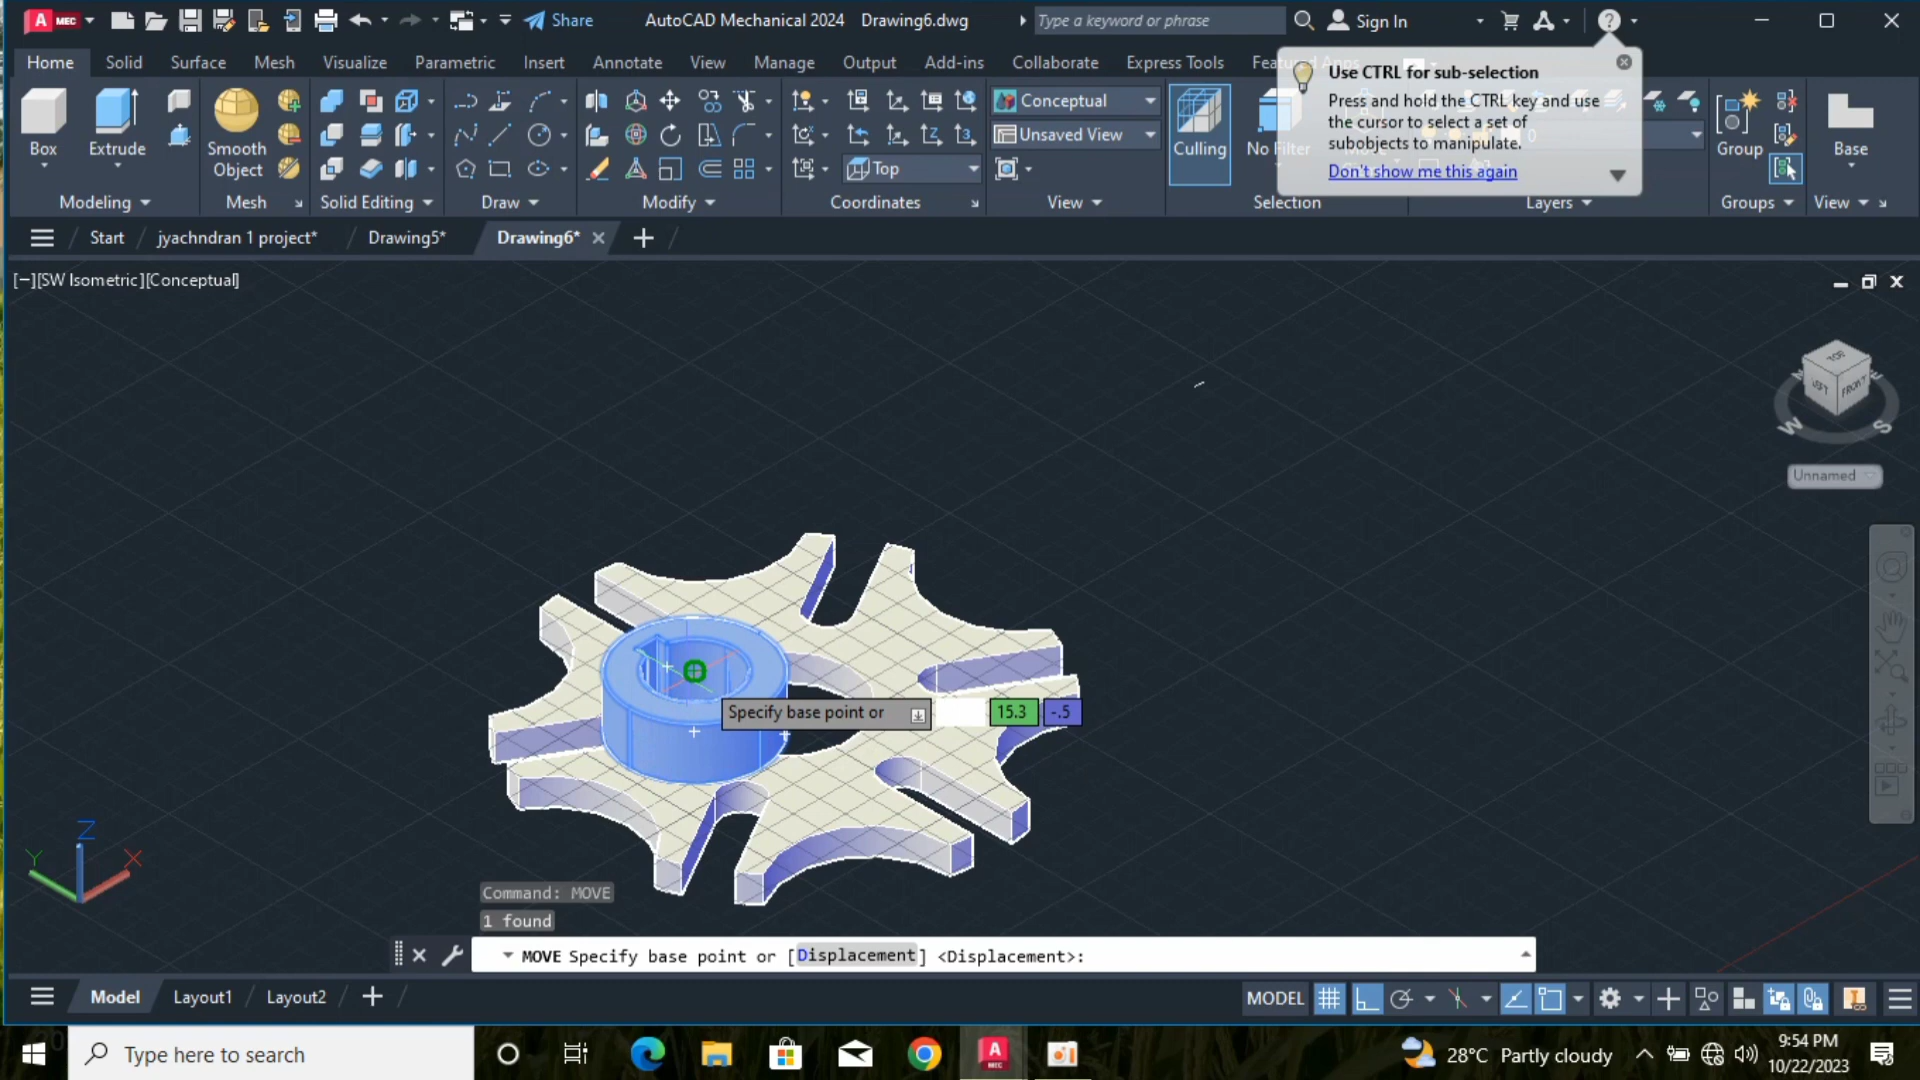 MEC
Share
AutoCAD Mechanical 2024 Drawing6.dwg
Type a keyword or phrase
Sign In
Home Solid Surface Mesh Visualize Parametric Insert Annotate View Manage Output Add-ins Collaborate Express Tools
Use CTRL for sub-selection
Press and hold the CTRL key and use
the cursor to select a set of
subobjects to manipulate.
Don't show me this again
Box
Extrude
Smooth
Object
Top
Conceptual
Unsaved View
Culling
0
Group
Base
Modeling
Mesh
Solid Editing
Draw
Modify
Coordinates
View
Selection
Layers
Groups
View
Start
jyachndran 1 project*
Drawing5*
Drawing6*
[−][SW Isometric][Conceptual]
TOP
LEFT
FRONT
W
S
Unnamed
Specify base point or
15.3
-.5
Z
Y
X
Command: MOVE
1 found
MOVE Specify base point or [Displacement] <Displacement>:
Model
Layout1
Layout2
MODEL
Type here to search
A
MEC
28°C Partly cloudy
9:54 PM
10/22/2023